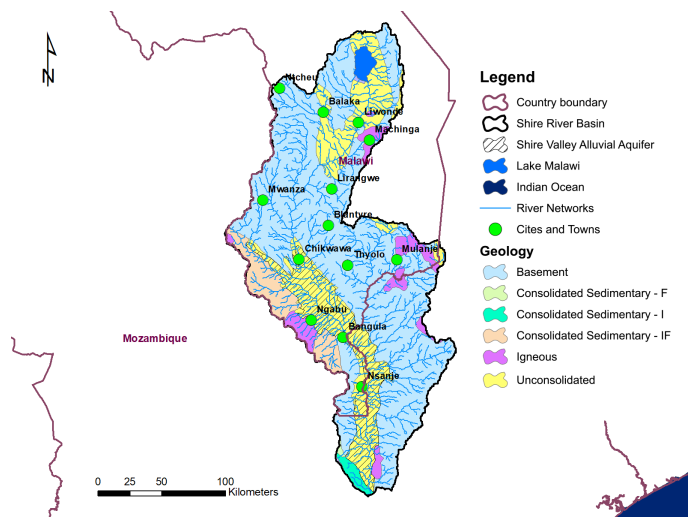 N
Ntcheu
Balaka
Liwonde
Machinga
Malawi
Lirangwe
Mwanza
Blntyre
Chikwawa
Thyolo
Mulanje
Ngabu
Bangula
Nsanje
Mozambique
0 25 50 100
Kilometers
Legend
Country boundary
Shire River Basin
Shire Valley Alluvial Aquifer
Lake Malawi
Indian Ocean
River Networks
Cites and Towns
Geology
Basement
Consolidated Sedimentary - F
Consolidated Sedimentary - I
Consolidated Sedimentary - IF
Igneous
Unconsolidated